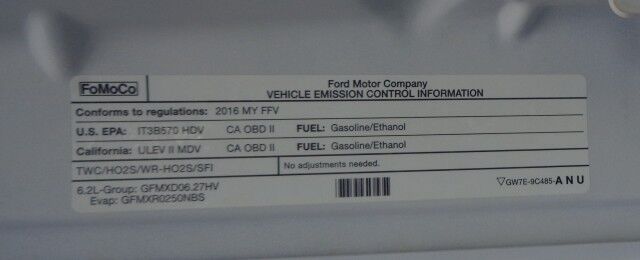 FoMoCo
Ford Motor Company
VEHICLE EMISSION CONTROL INFORMATION
Conforms to regulations: 2016 MY FFV
U.S. EPA: IT3B570 HDV CA OBD II FUEL: Gasoline/Ethanol
California: ULEV II MDV CA OBD II FUEL: Gasoline/Ethanol
TWC/HO2S/WR-HO2S/SFI No adjustments needed.
6.2L-Group: GFMXD06.27HV
Evap: GFMXR0250NBS
▽GW7E-9C485-ANU